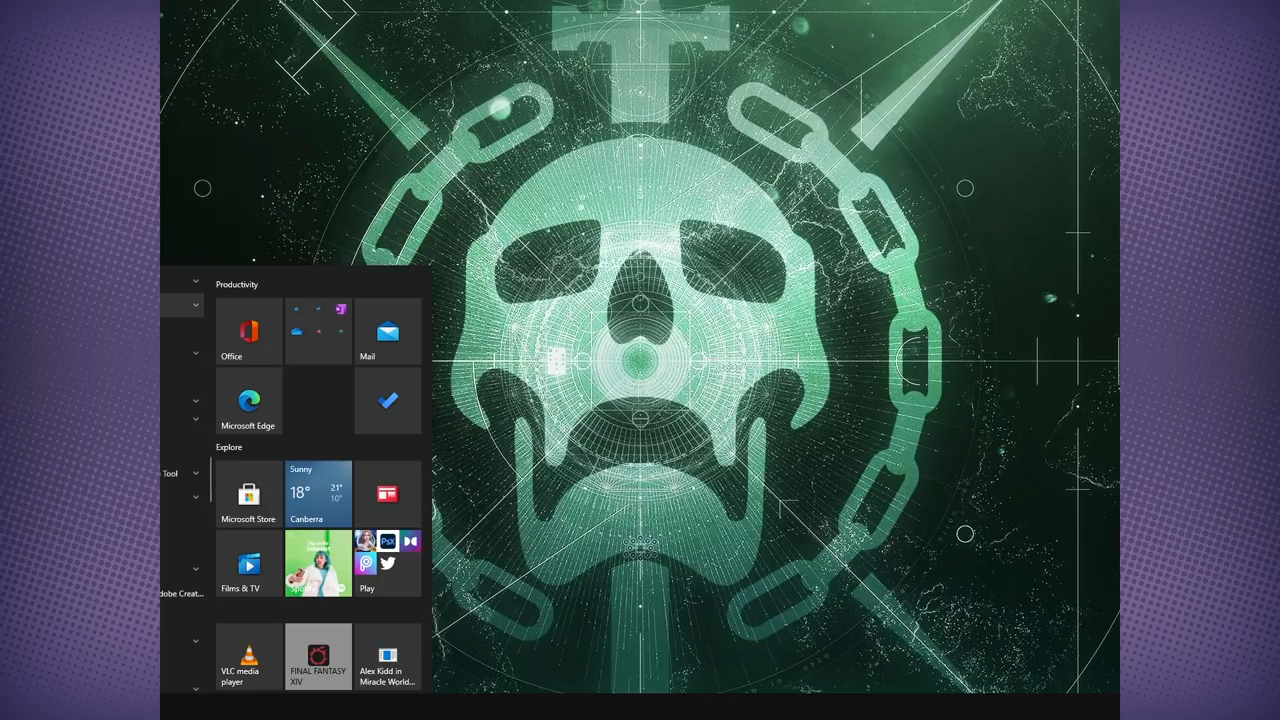 Productivity
Office
Mail
Microsoft Edge
Explore
Tool
Sunny
18°
21°
10°
Microsoft Store
Canberra
PsX
Films & TV
Play
dobe Creat...
VLC media
player
FINAL FANTASY
XIV
Alex Kidd in
Miracle World...